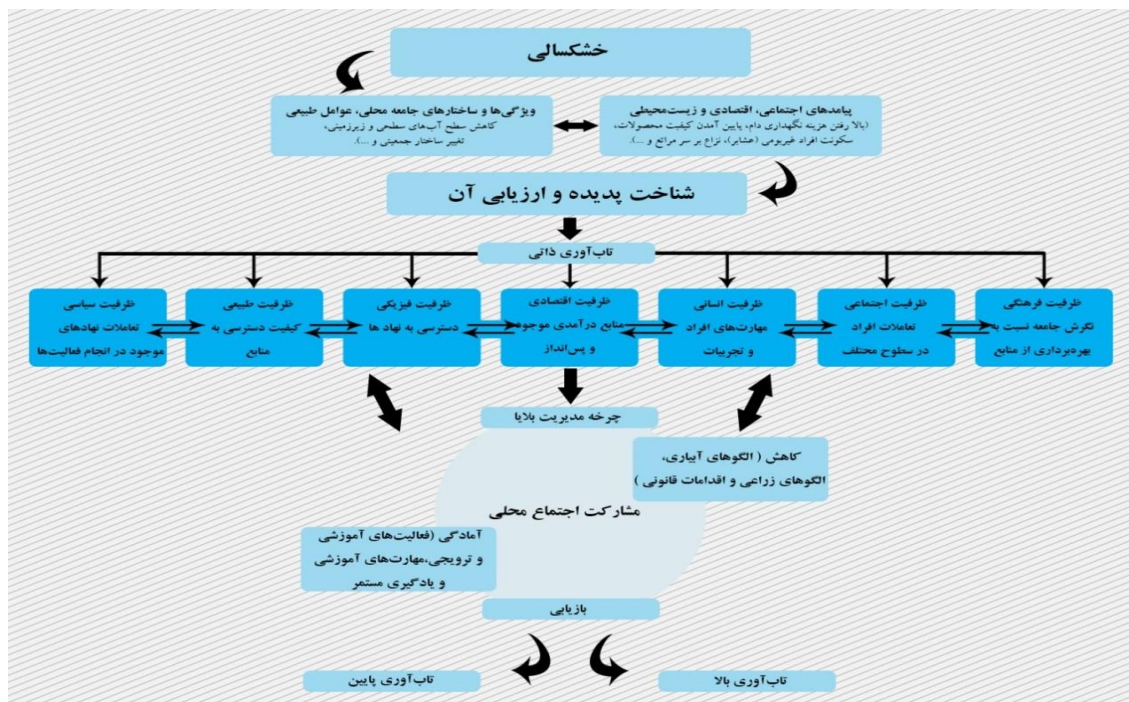 خشکسالی
پیامدهای اجتماعی، اقتصادی و زیست‌محیطی
(بالا رفتن هزینه نگهداری دام، پایین آمدن کیفیت محصولات،
سکونت افراد غیربومی (عشایر)، نزاع بر سر مراتع و ...).
ویژگی‌ها و ساختارهای جامعه محلی، عوامل طبیعی
کاهش سطح آب‌های سطحی و زیرزمینی،
تغییر ساختار جمعیتی و ...).
شناخت پدیده و ارزیابی آن
تاب‌آوری ذاتی
ظرفیت فرهنگی
نگرش جامعه نسبت به
بهره‌برداری از منابع
ظرفیت اجتماعی
تعاملات افراد
در سطوح مختلف
ظرفیت انسانی
مهارت‌های افراد
و تجربیات
ظرفیت اقتصادی
منابع درآمدی موجود
و پس‌انداز
ظرفیت فیزیکی
دسترسی به نهاد ها
ظرفیت طبیعی
کیفیت دسترسی به
منابع
ظرفیت سیاسی
تعاملات نهادهای
موجود در انجام فعالیت‌ها
چرخه مدیریت بلایا
کاهش ( الگوهای آبیاری،
الگوهای زراعی و اقدامات قانونی )
مشارکت اجتماع محلی
آمادگی (فعالیت‌های آموزشی
و ترویجی،مهارت‌های آموزشی
و یادگیری مستمر
بازیابی
تاب‌آوری بالا
تاب‌آوری پایین